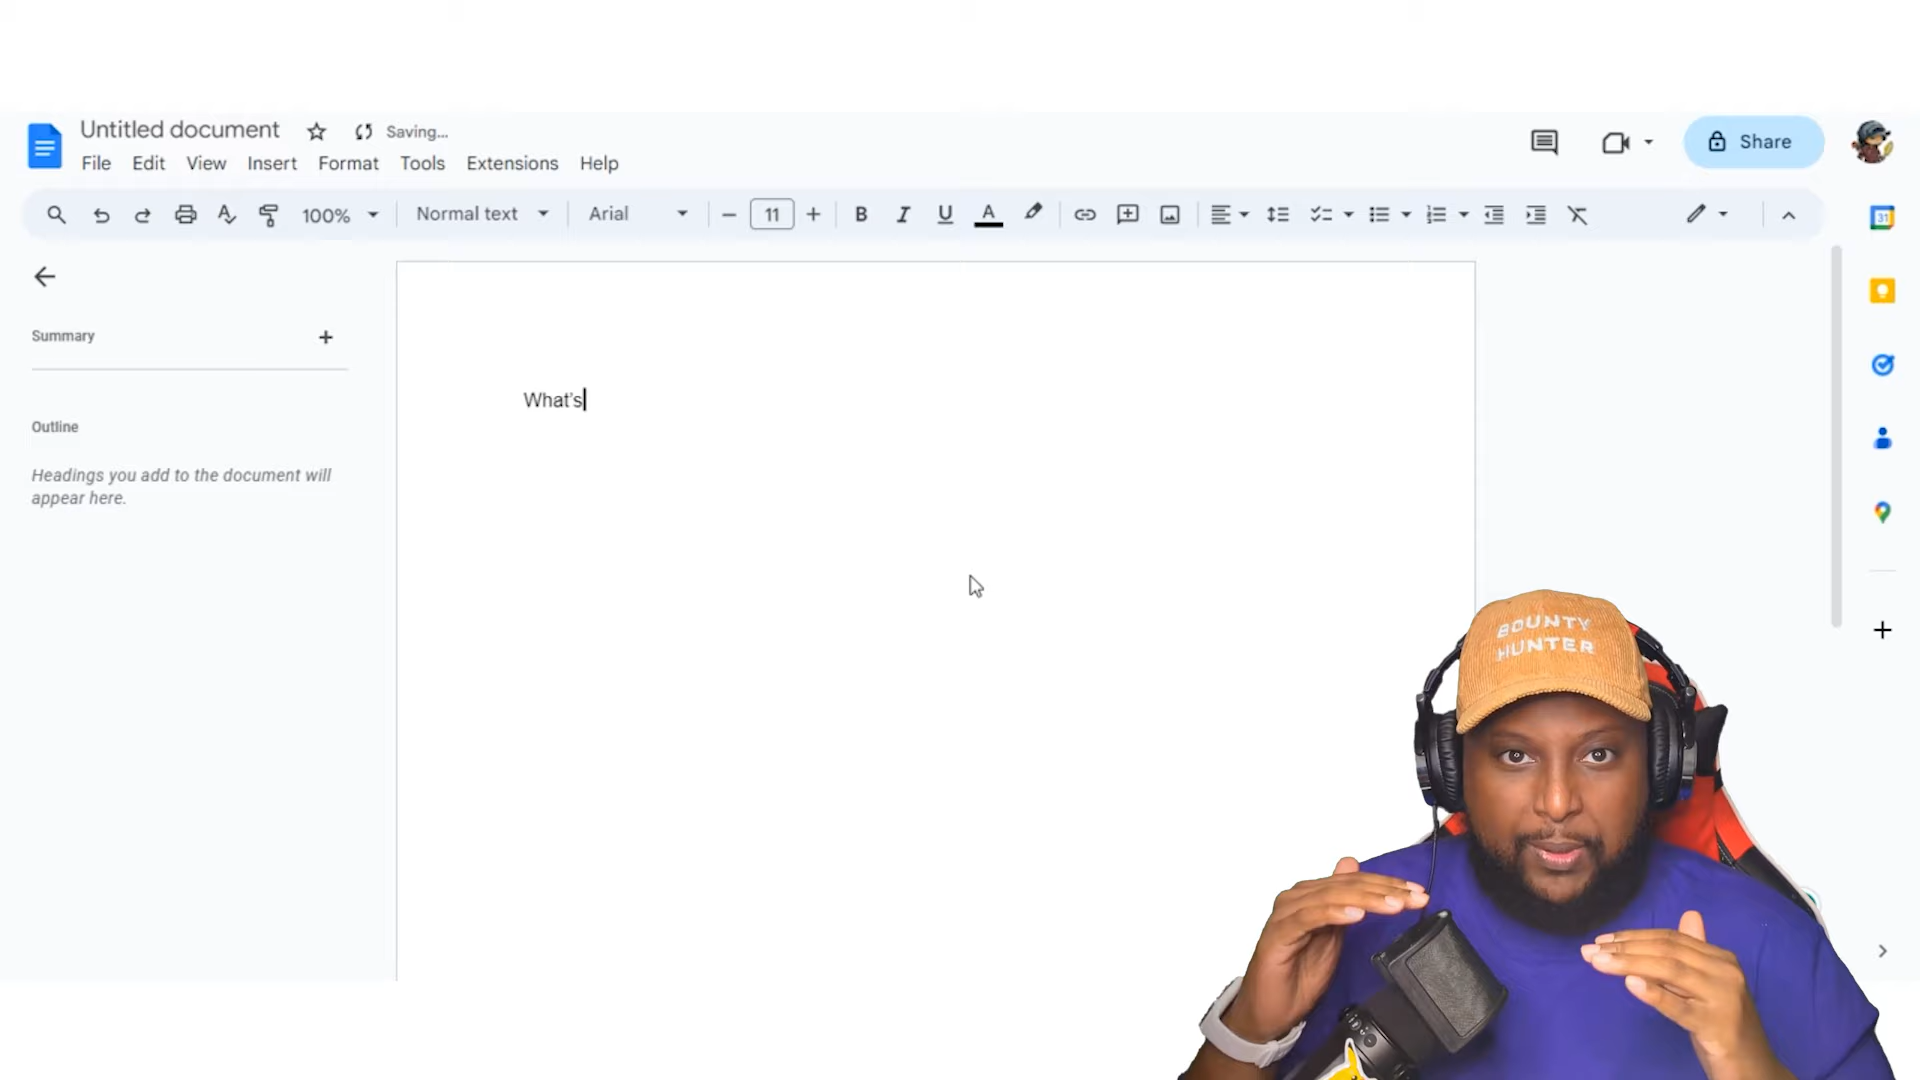 Untitled document Saving...
File Edit View Insert Format Tools Extensions Help
Share
100% Normal text Arial 11 B I U A
31
Summary
What's
Outline
Headings you add to the document will
appear here.
BOUNTY
HUNTER